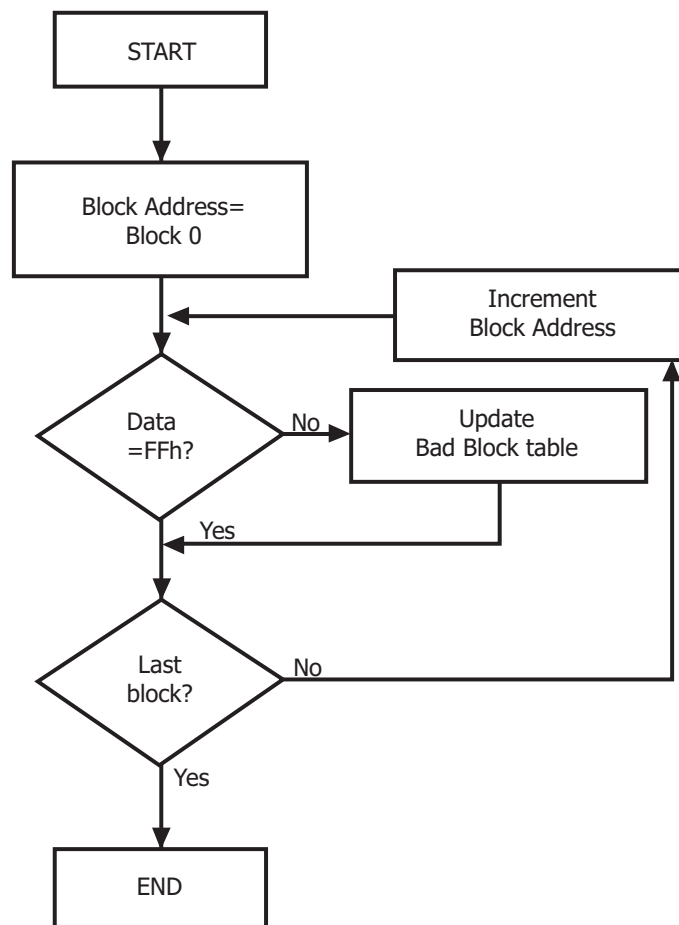 START
Block Address=
Block 0
Increment
Block Address
Data
=FFh?
No
Update
Bad Block table
Yes
Last
block?
No
Yes
END